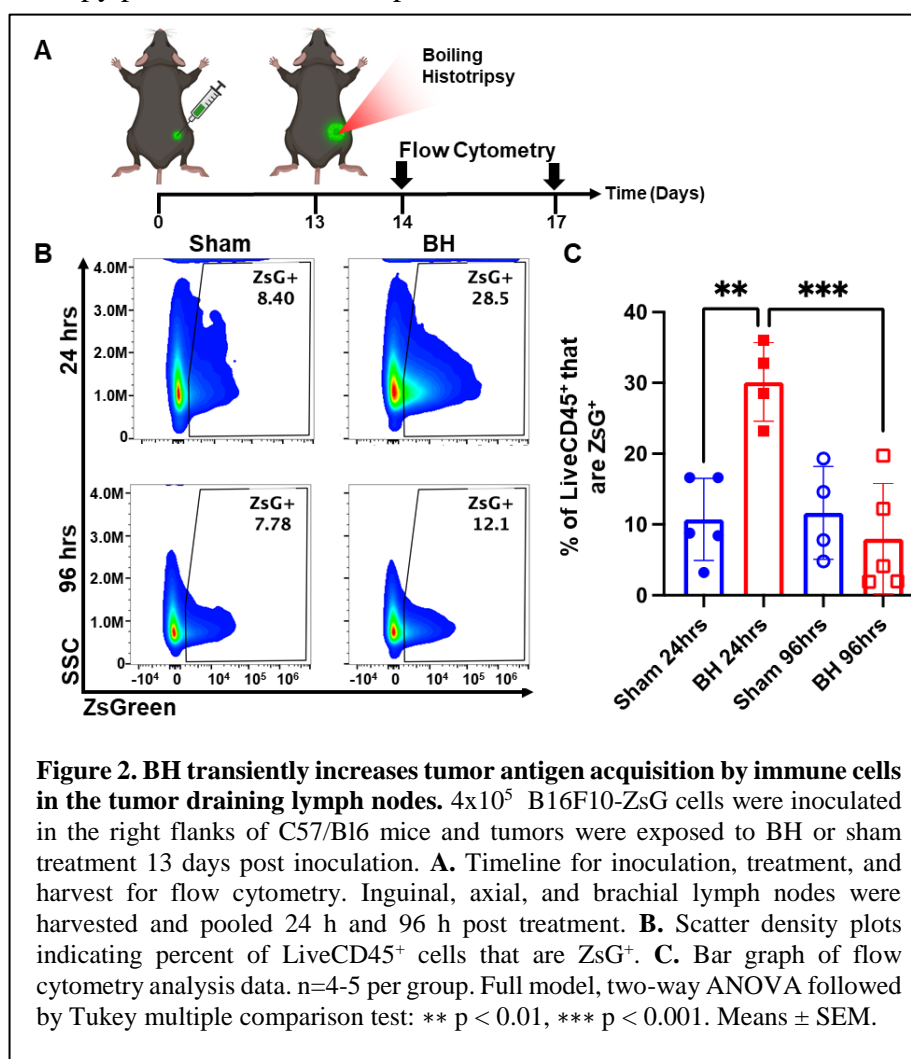 A
Boiling
Histotripsy
Flow Cytometry
Time (Days)
0
13
14
17
B
Sham
BH
24 hrs
4.0M
3.0M
2.0M
1.0M
0
ZsG+
8.40
ZsG+
28.5
96 hrs
4.0M
3.0M
2.0M
1.0M
0
ZsG+
7.78
ZsG+
12.1
-10⁴ 0 10⁴ 10⁵ 10⁶
-10⁴ 0 10⁴ 10⁵ 10⁶
SSC
ZsGreen
C
** ***
% of LiveCD45⁺ that
are ZsG⁺
40
30
20
10
0
Sham 24hrs
BH 24hrs
Sham 96hrs
BH 96hrs
Figure 2. BH transiently increases tumor antigen acquisition by immune cells
in the tumor draining lymph nodes. 4x10⁵ B16F10-ZsG cells were inoculated
in the right flanks of C57/Bl6 mice and tumors were exposed to BH or sham
treatment 13 days post inoculation. A. Timeline for inoculation, treatment, and
harvest for flow cytometry. Inguinal, axial, and brachial lymph nodes were
harvested and pooled 24 h and 96 h post treatment. B. Scatter density plots
indicating percent of LiveCD45⁺ cells that are ZsG⁺. C. Bar graph of flow
cytometry analysis data. n=4-5 per group. Full model, two-way ANOVA followed
by Tukey multiple comparison test: ** p < 0.01, *** p < 0.001. Means ± SEM.